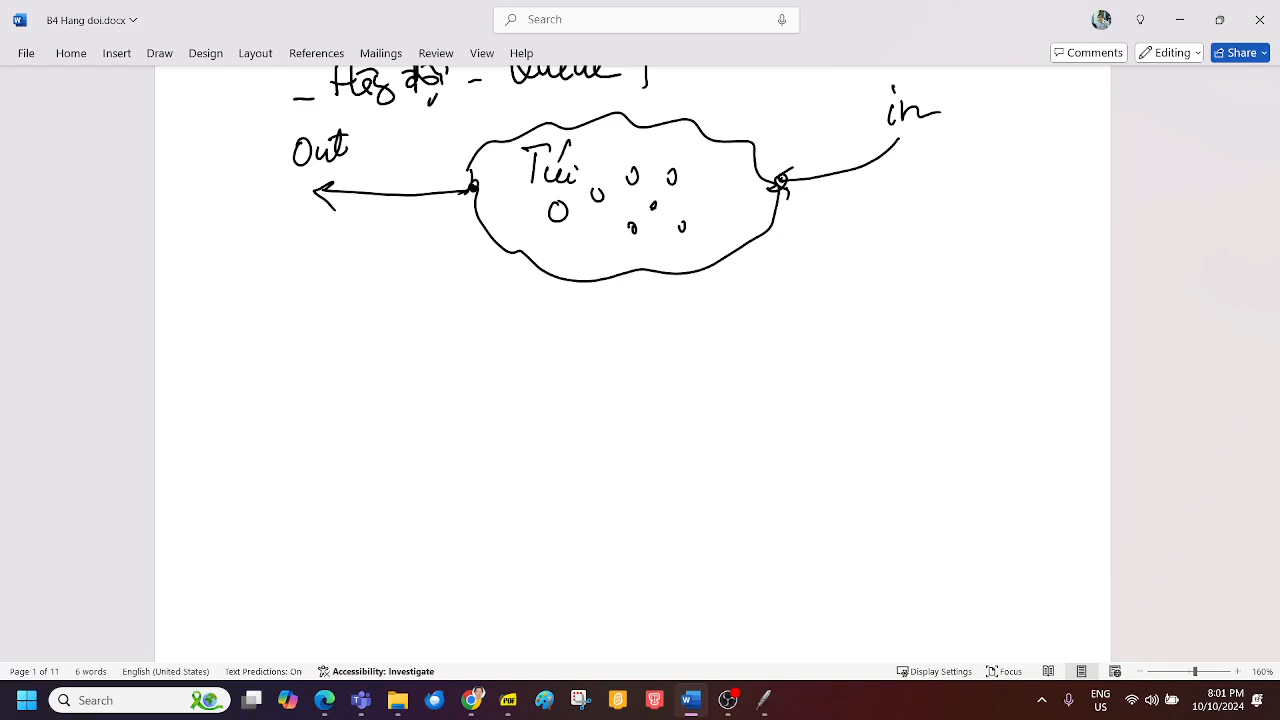 B4 Hang doi.docx
Search
File Home Insert Draw Design Layout References Mailings Review View Help
Comments Editing Share
- Hàng đợi - Queue
in
Out
Túi
Page 1 of 11 6 words English (United States) Text Predictions: On Accessibility: Investigate Display Settings Focus 160%
Search
PDF
ENG
US
8:01 PM
10/10/2024